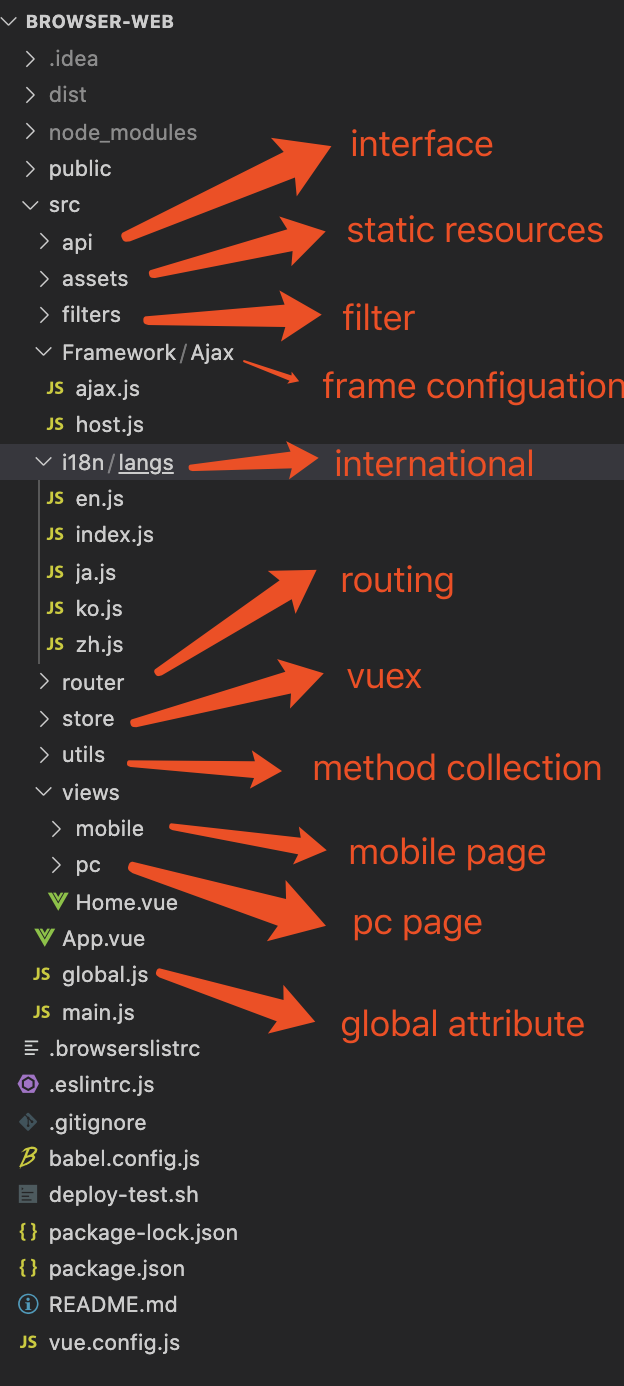 BROWSER-WEB
.idea
dist
node_modules
interface
public
src
static resources
api
assets
filters
filter
Framework/Ajax
JS ajax.js
frame configuation
JS host.js
i18n/langs
international
JS en.js
JS index.js
JS ja.js
routing
JS ko.js
JS zh.js
router
vuex
store
utils
method collection
views
mobile
mobile page
pc
Home.vue
pc page
App.vue
JS global.js
JS main.js
global attribute
.browserslistrc
.eslintrc.js
.gitignore
babel.config.js
deploy-test.sh
{} package-lock.json
{} package.json
README.md
JS vue.config.js